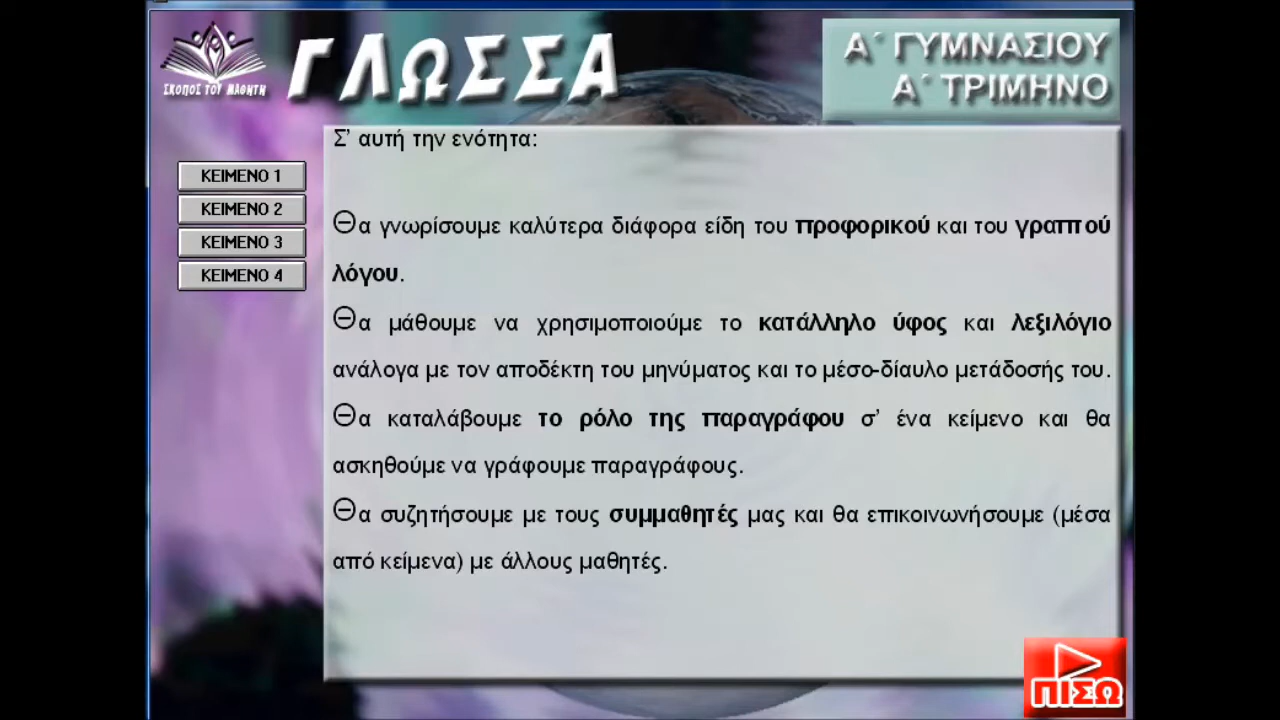 ΣΚΟΠΟΣ ΤΟΥ ΜΑΘΗΤΗ
ΓΛΩΣΣΑ
Α΄ ΓΥΜΝΑΣΙΟΥ
Α΄ ΤΡΙΜΗΝΟ
ΚΕΙΜΕΝΟ 1
ΚΕΙΜΕΝΟ 2
ΚΕΙΜΕΝΟ 3
ΚΕΙΜΕΝΟ 4
Σ' αυτή την ενότητα:
Θα γνωρίσουμε καλύτερα διάφορα είδη του προφορικού και του γραπτού
λόγου.
Θα μάθουμε να χρησιμοποιούμε το κατάλληλο ύφος και λεξιλόγιο
ανάλογα με τον αποδέκτη του μηνύματος και το μέσο-δίαυλο μετάδοσής του.
Θα καταλάβουμε το ρόλο της παραγράφου σ' ένα κείμενο και θα
ασκηθούμε να γράφουμε παραγράφους.
Θα συζητήσουμε με τους συμμαθητές μας και θα επικοινωνήσουμε (μέσα
από κείμενα) με άλλους μαθητές.
ΠΙΣΩ